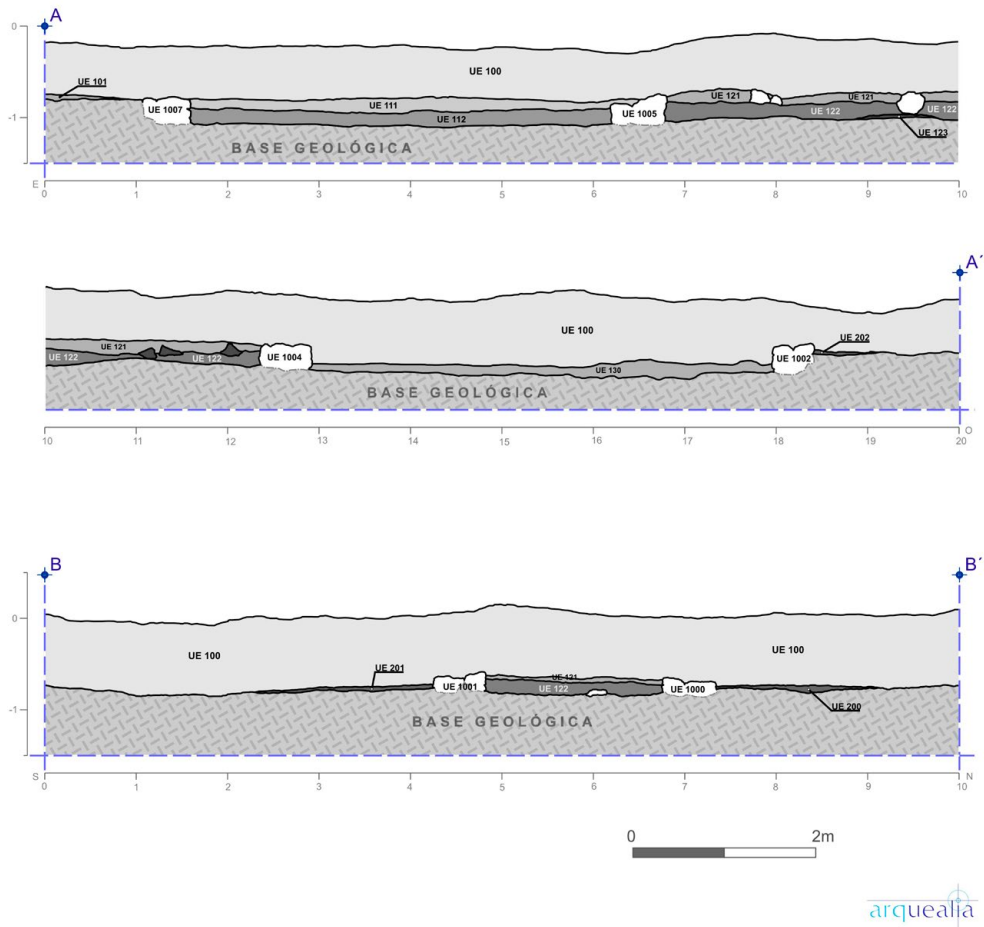 A
0
UE 100
UE 101
UE 1007
UE 111
UE 112
UE 1005
UE 121
UE 121
UE 122
UE 122
-1
UE 123
BASE GEOLÓGICA
E
0 1 2 3 4 5 6 7 8 9 10
A´
UE 100
UE 202
UE 121
UE 122
UE 122
UE 1004
UE 130
UE 1002
BASE GEOLÓGICA
O
10 11 12 13 14 15 16 17 18 19 20
B
B´
0
UE 100
UE 100
UE 201
UE 1001
UE 121
UE 122
UE 1000
UE 200
-1
BASE GEOLÓGICA
S
N
0 1 2 3 4 5 6 7 8 9 10
0 2m
arquealia